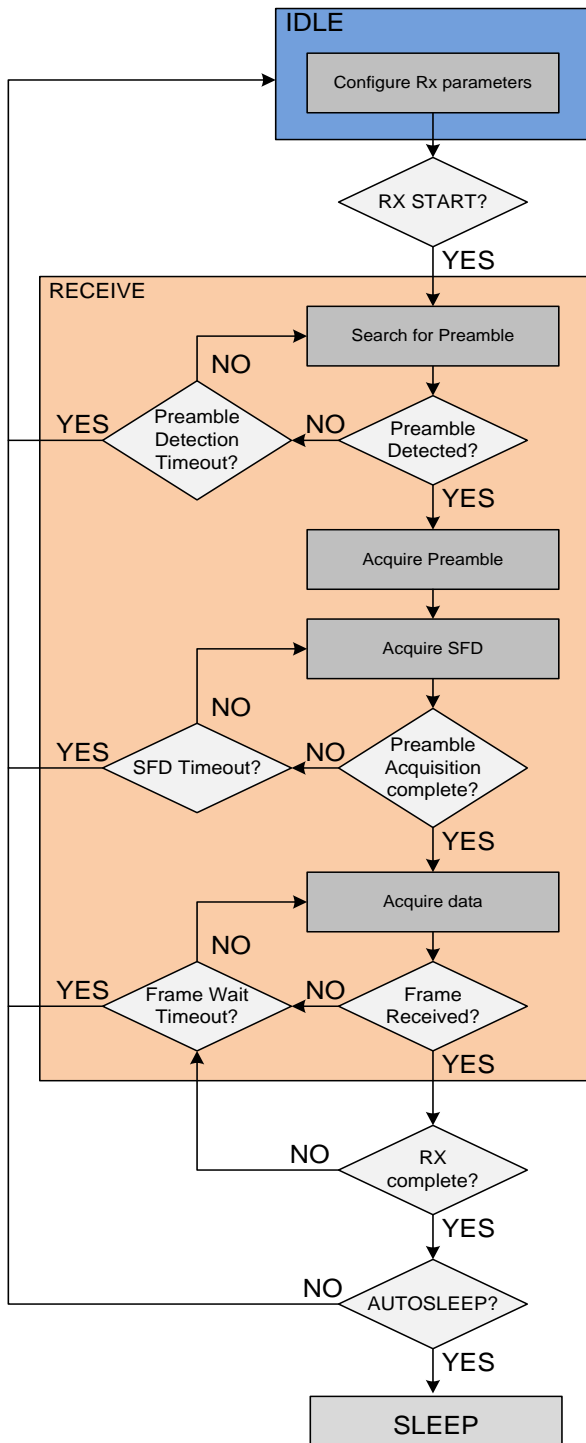 IDLE
Configure Rx parameters
RX START?
YES
RECEIVE
Search for Preamble
NO
YES
Preamble
Detection
Timeout?
NO
Preamble
Detected?
YES
Acquire Preamble
Acquire SFD
NO
YES
SFD Timeout?
NO
Preamble
Acquisition
complete?
YES
Acquire data
NO
YES
Frame Wait
Timeout?
NO
Frame
Received?
YES
NO
RX
complete?
YES
NO
AUTOSLEEP?
YES
SLEEP